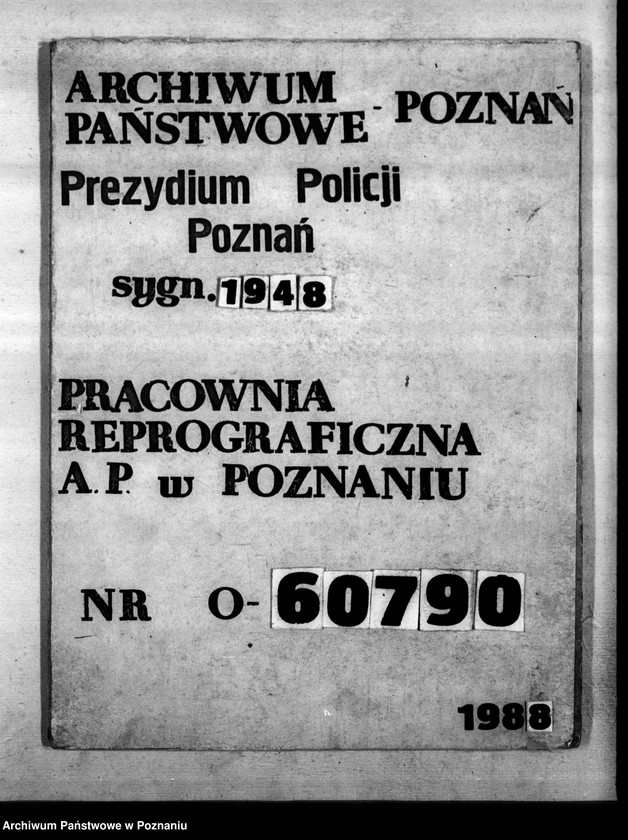 ARCHIWUM
PAŃSTWOWE - POZNAŃ
Prezydium Policji
Poznań
sygn. 1948
PRACOWNIA
REPROGRAFICZNA
A.P. w POZNANIU
NR O-60790
1988
Archiwum Państwowe w Poznaniu